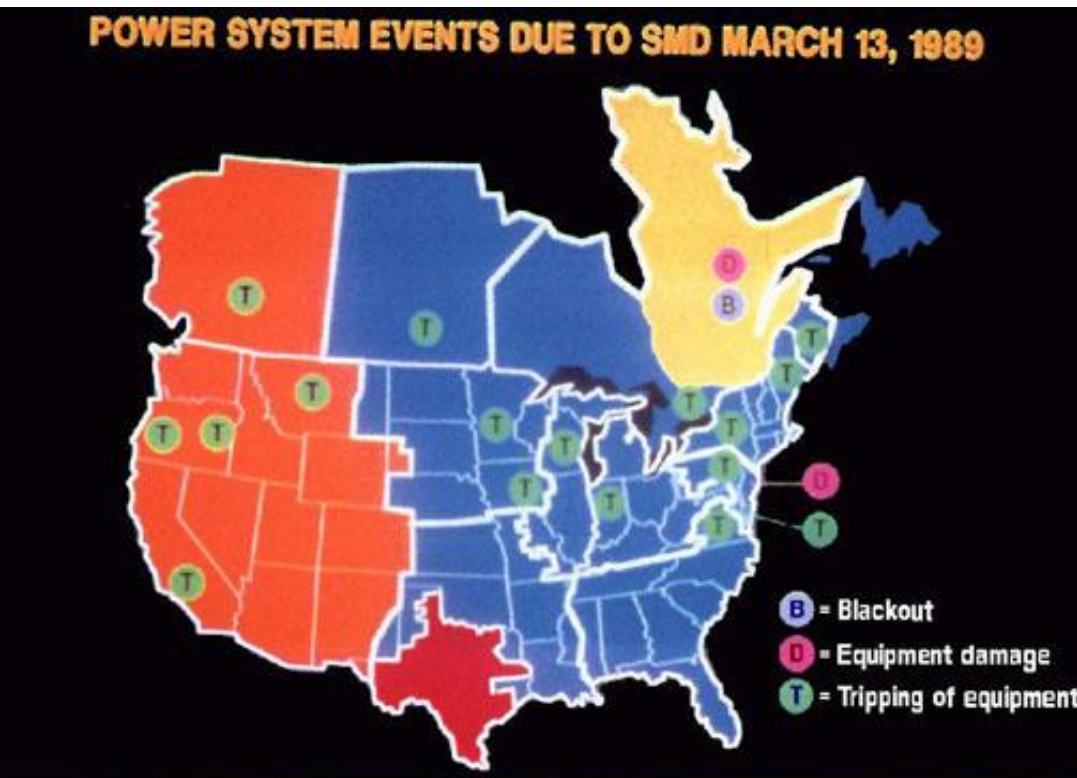 POWER SYSTEM EVENTS DUE TO SMD MARCH 13, 1989
D
T
B
T
T
T
T
T
T
T
T
T
T
T
D
T
T
T
T
T
B = Blackout
D = Equipment damage
T = Tripping of equipment